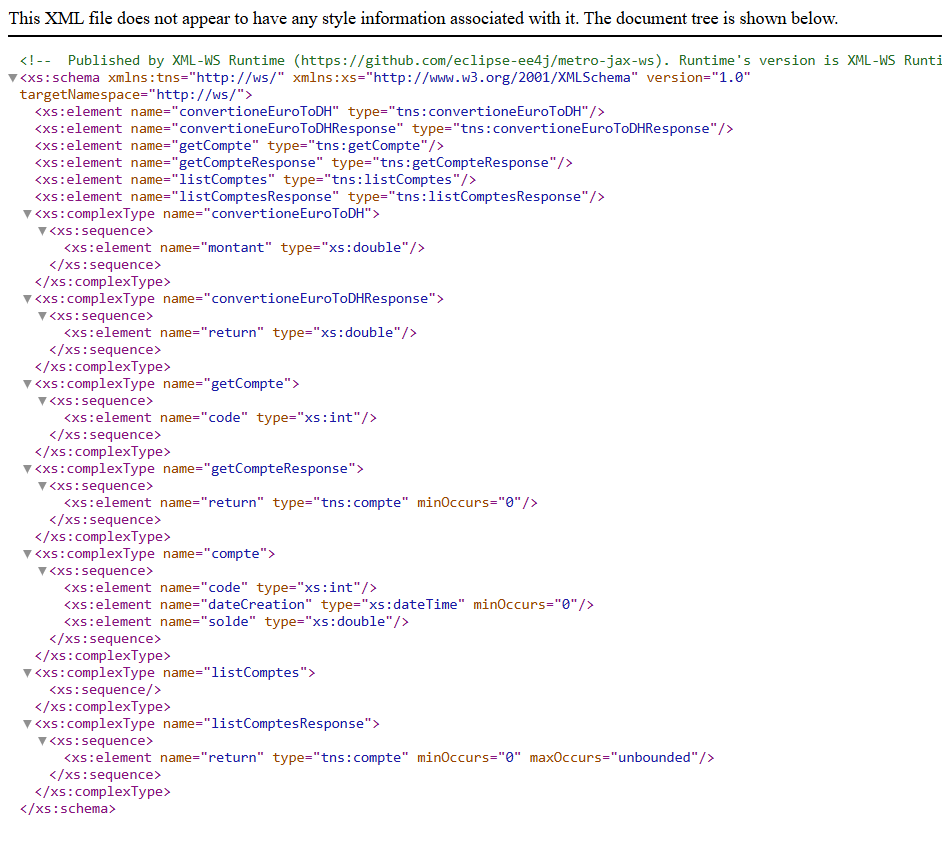 This XML file does not appear to have any style information associated with it. The document tree is shown below.
<!--  Published by XML-WS Runtime (https://github.com/eclipse-ee4j/metro-jax-ws). Runtime's version is XML-WS
▼<xs:schema xmlns:tns="http://ws/" xmlns:xs="http://www.w3.org/2001/XMLSchema" version="1.0"
targetNamespace="http://ws/">
<xs:element name="convertioneEuroToDH" type="tns:convertioneEuroToDH"/>
<xs:element name="convertioneEuroToDHResponse" type="tns:convertioneEuroToDHResponse"/>
<xs:element name="getCompte" type="tns:getCompte"/>
<xs:element name="getCompteResponse" type="tns:getCompteResponse"/>
<xs:element name="listComptes" type="tns:listComptes"/>
<xs:element name="listComptesResponse" type="tns:listComptesResponse"/>
▼<xs:complexType name="convertioneEuroToDH">
▼<xs:sequence>
<xs:element name="montant" type="xs:double"/>
</xs:sequence>
</xs:complexType>
▼<xs:complexType name="convertioneEuroToDHResponse">
▼<xs:sequence>
<xs:element name="return" type="xs:double"/>
</xs:sequence>
</xs:complexType>
▼<xs:complexType name="getCompte">
▼<xs:sequence>
<xs:element name="code" type="xs:int"/>
</xs:sequence>
</xs:complexType>
▼<xs:complexType name="getCompteResponse">
▼<xs:sequence>
<xs:element name="return" type="tns:compte" minOccurs="0"/>
</xs:sequence>
</xs:complexType>
▼<xs:complexType name="compte">
▼<xs:sequence>
<xs:element name="code" type="xs:int"/>
<xs:element name="dateCreation" type="xs:dateTime" minOccurs="0"/>
<xs:element name="solde" type="xs:double"/>
</xs:sequence>
</xs:complexType>
▼<xs:complexType name="listComptes">
<xs:sequence/>
</xs:complexType>
▼<xs:complexType name="listComptesResponse">
▼<xs:sequence>
<xs:element name="return" type="tns:compte" minOccurs="0" maxOccurs="unbounded"/>
</xs:sequence>
</xs:complexType>
</xs:schema>